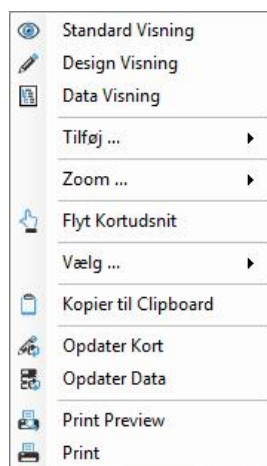 Standard Visning
Design Visning
Data Visning
Tilføj ...
Zoom ...
Flyt Kortudsnit
Vælg ...
Kopier til Clipboard
Opdater Kort
Opdater Data
Print Preview
Print